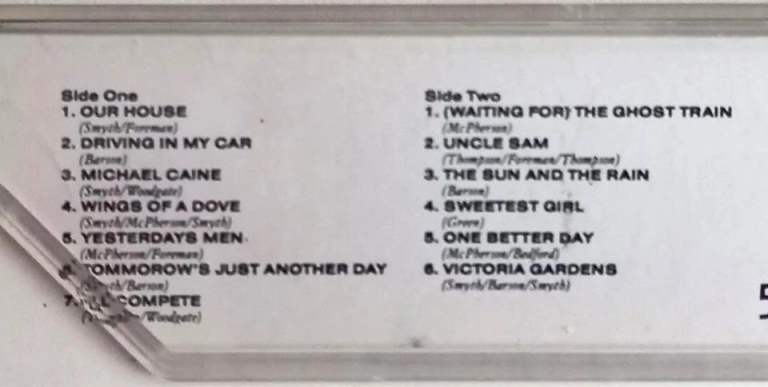 Side One
1. OUR HOUSE
(Smyth/Foreman)
2. DRIVING IN MY CAR
(Barson)
3. MICHAEL CAINE
(Smyth/Woodgate)
4. WINGS OF A DOVE
(Smyth/McPherson/Smyth)
5. YESTERDAYS MEN
(McPherson/Foreman)
6. TOMMOROW'S JUST ANOTHER DAY
(Smyth/Barson)
7. I'LL COMPETE
/Woodgate)
Side Two
1. (WAITING FOR) THE GHOST TRAIN
(McPherson)
2. UNCLE SAM
(Thompson/Foreman/Thompson)
3. THE SUN AND THE RAIN
(Barson)
4. SWEETEST GIRL
(Green)
5. ONE BETTER DAY
(McPherson/Bedford)
6. VICTORIA GARDENS
(Smyth/Barson/Smyth)